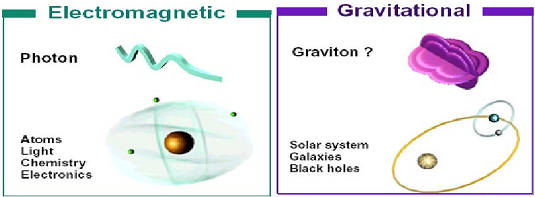 Electromagnetic
Photon
Atoms
Light
Chemistry
Electronics
Gravitational
Graviton ?
Solar system
Galaxies
Black holes